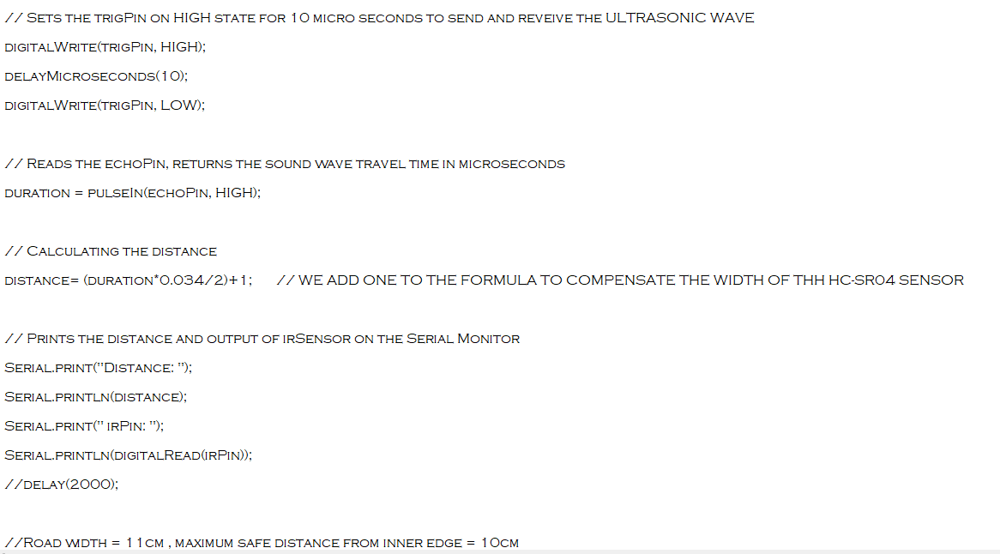 // Sets the trigPin on HIGH state for 10 micro seconds to send and reveive the ULTRASONIC WAVE
digitalWrite(trigPin, HIGH);
delayMicroseconds(10);
digitalWrite(trigPin, LOW);
// Reads the echoPin, returns the sound wave travel time in microseconds
duration = pulseIn(echoPin, HIGH);
// Calculating the distance
distance= (duration*0.034/2)+1; // WE ADD ONE TO THE FORMULA TO COMPENSATE THE WIDTH OF THH HC-SR04 SENSOR
// Prints the distance and output of irSensor on the Serial Monitor
Serial.print("Distance: ");
Serial.println(distance);
Serial.print(" irPin: ");
Serial.println(digitalRead(irPin));
//delay(2000);
//Road width = 11cm , maximum safe distance from inner edge = 10cm